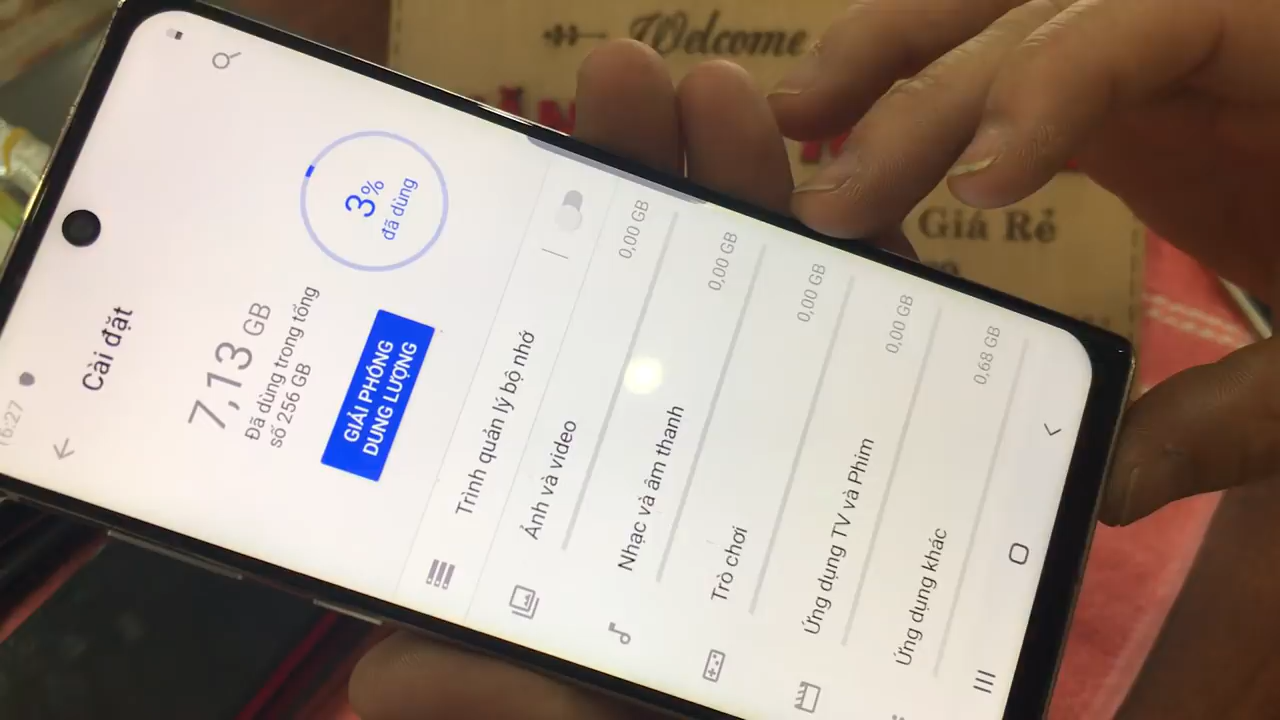 16:27
Cài đặt
7,13 GB
Đã dùng trong tổng
số 256 GB
3%
đã dùng
GIẢI PHÓNG
DUNG LƯỢNG
Trình quản lý bộ nhớ
Ảnh và video
0,00 GB
Nhạc và âm thanh
0,00 GB
Trò chơi
0,00 GB
Ứng dụng TV và Phim
0,00 GB
Ứng dụng khác
0,68 GB
Welcome
Giá Rẻ